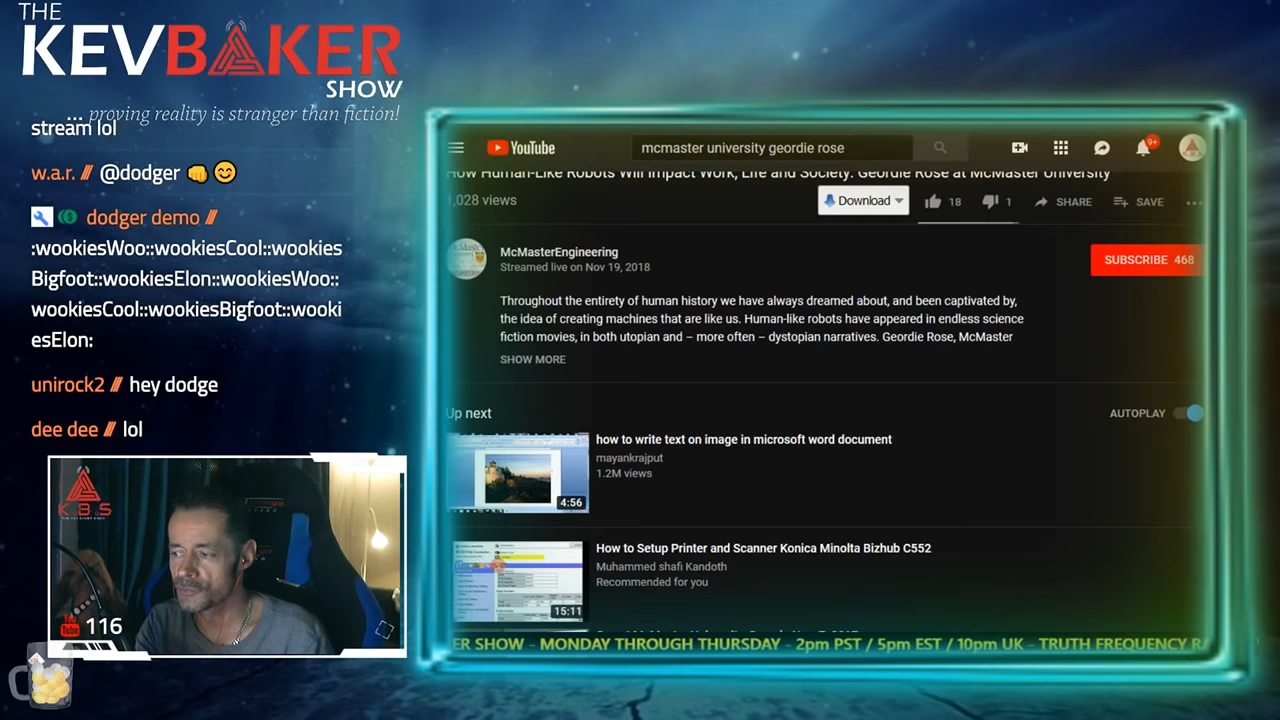 THE
KEVBAKER
SHOW
... proving reality is stranger than fiction!
stream lol
w.a.r. // @dodger 👊 😊
dodger demo //
:wookiesWoo::wookiesCool::wookies
Bigfoot::wookiesElon::wookiesWoo::
wookiesCool::wookiesBigfoot::wooki
esElon:
unirock2 // hey dodge
dee dee // lol
K.B.S
You
Tube
116
YouTube
mcmaster university geordie rose
9+
How Human-Like Robots Will Impact Work, Life and Society: Geordie Rose at McMaster University
1,028 views
Download
18
1
SHARE
SAVE
McMasterEngineering
Streamed live on Nov 19, 2018
SUBSCRIBE 468
Throughout the entirety of human history we have always dreamed about, and been captivated by,
the idea of creating machines that are like us. Human-like robots have appeared in endless science
fiction movies, in both utopian and – more often – dystopian narratives. Geordie Rose, McMaster
SHOW MORE
Up next
AUTOPLAY
how to write text on image in microsoft word document
mayankrajput
1.2M views
4:56
How to Setup Printer and Scanner Konica Minolta Bizhub C552
Muhammed shafi Kandoth
Recommended for you
15:11
ER SHOW - MONDAY THROUGH THURSDAY - 2pm PST / 5pm EST / 10pm UK - TRUTH FREQUENCY RA